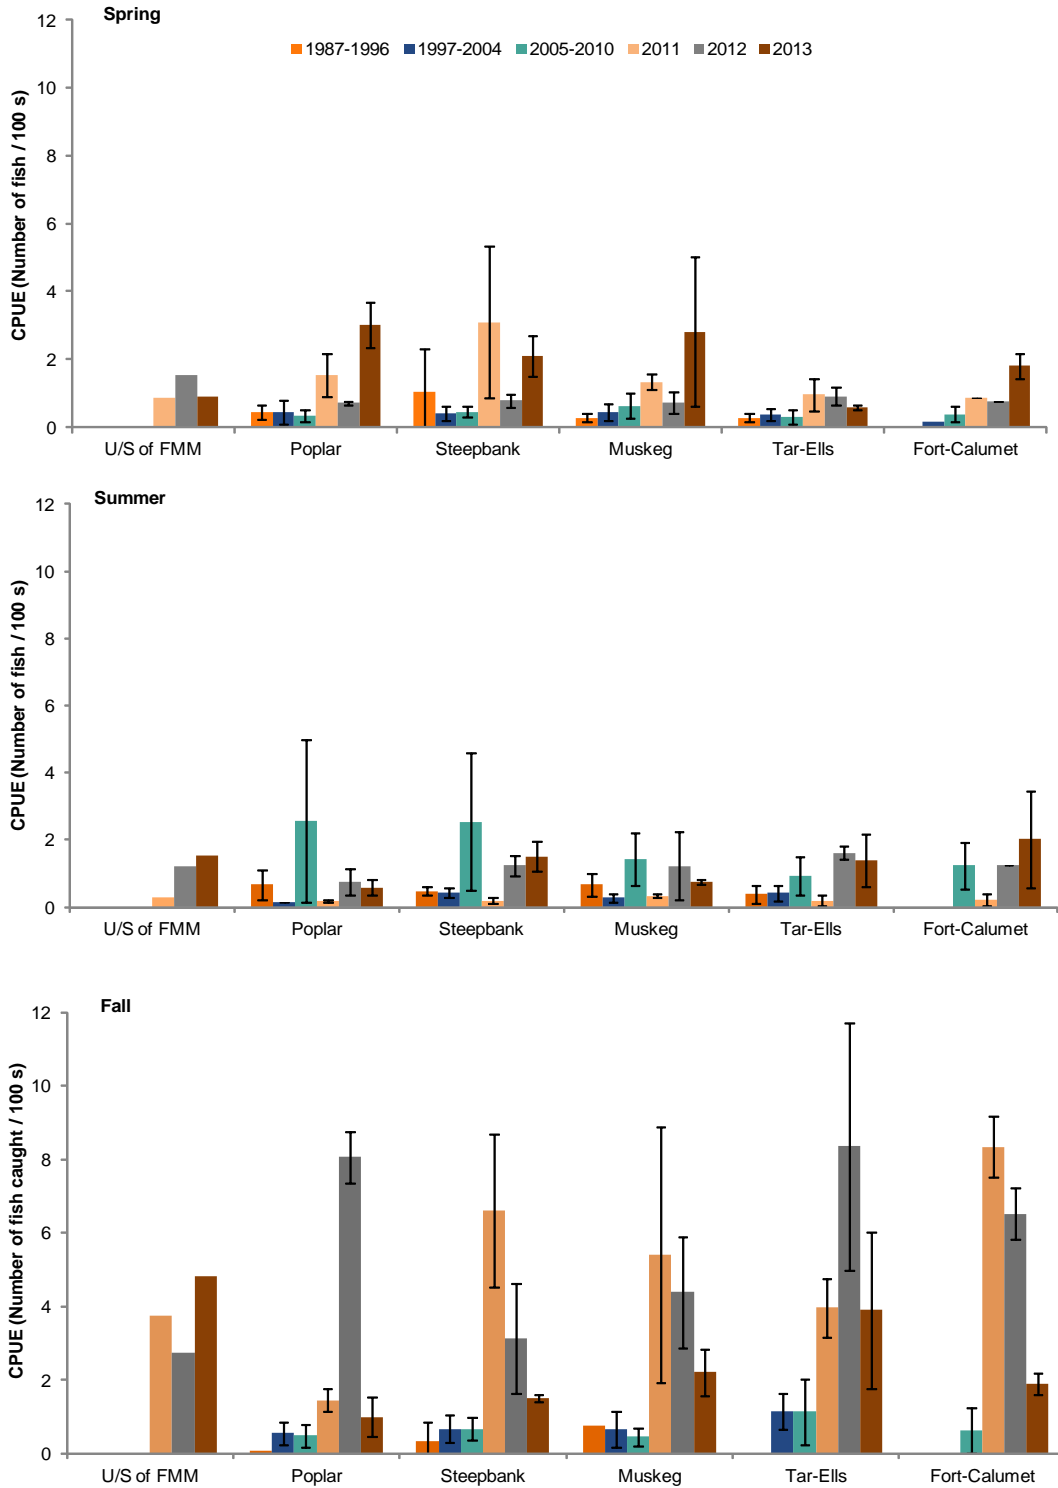 Spring
12
1987-1996 1997-2004 2005-2010 2011 2012 2013
10
8
6
4
2
0
CPUE (Number of fish / 100 s)
U/S of FMM Poplar Steepbank Muskeg Tar-Ells Fort-Calumet
Summer
12
10
8
6
4
2
0
CPUE (Number of fish / 100 s)
U/S of FMM Poplar Steepbank Muskeg Tar-Ells Fort-Calumet
Fall
12
10
8
6
4
2
0
CPUE (Number of fish caught / 100 s)
U/S of FMM Poplar Steepbank Muskeg Tar-Ells Fort-Calumet